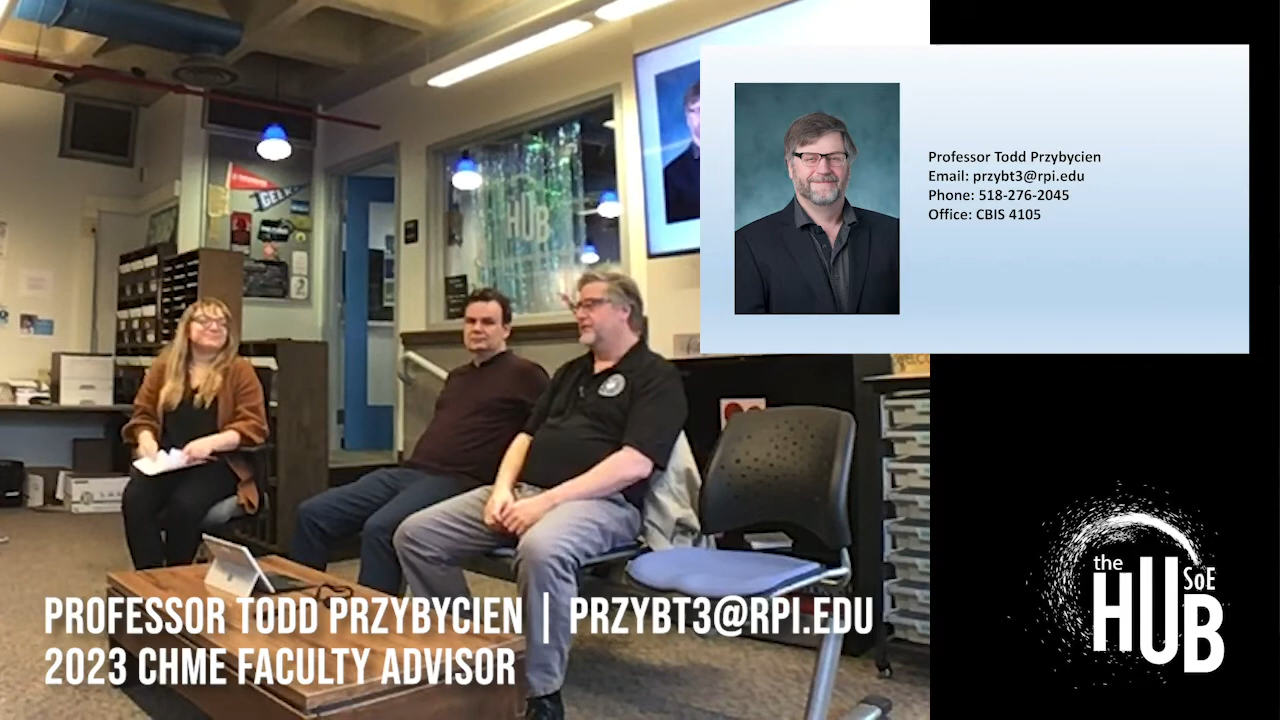 Professor Todd Przybycien
Email: przybt3@rpi.edu
Phone: 518-276-2045
Office: CBIS 4105
HUB
PROFESSOR TODD PRZYBYCIEN | PRZYBT3@RPI.EDU
2023 CHME FACULTY ADVISOR
the
HUB
SoE